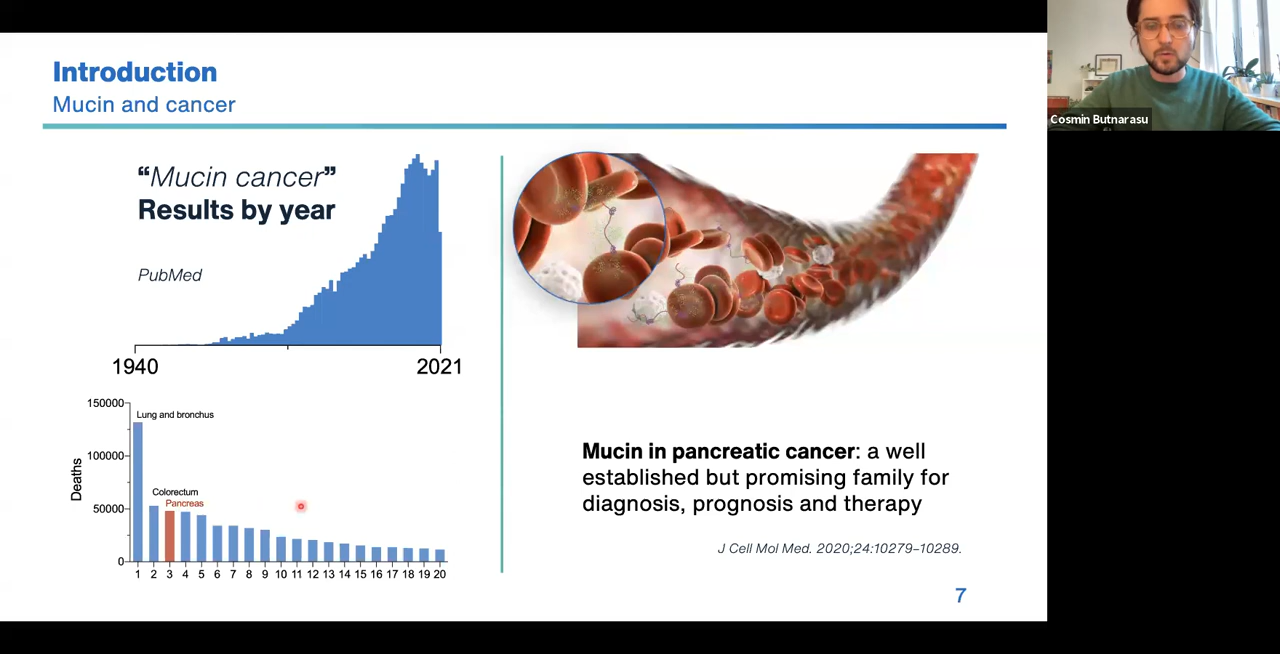 Introduction
Mucin and cancer
“Mucin cancer”
Results by year
PubMed
1940
2021
150000
100000
50000
0
Deaths
Lung and bronchus
Colorectum
Pancreas
1 2 3 4 5 6 7 8 9 10 11 12 13 14 15 16 17 18 19 20
Mucin in pancreatic cancer: a well
established but promising family for
diagnosis, prognosis and therapy
J Cell Mol Med. 2020;24:10279–10289.
7
Cosmin Butnarasu